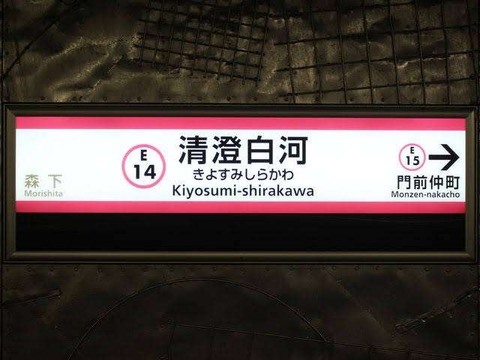 森下
Morishita
E
14
清澄白河
きよすみしらかわ
Kiyosumi-shirakawa
E
15
門前仲町
Monzen-nakacho